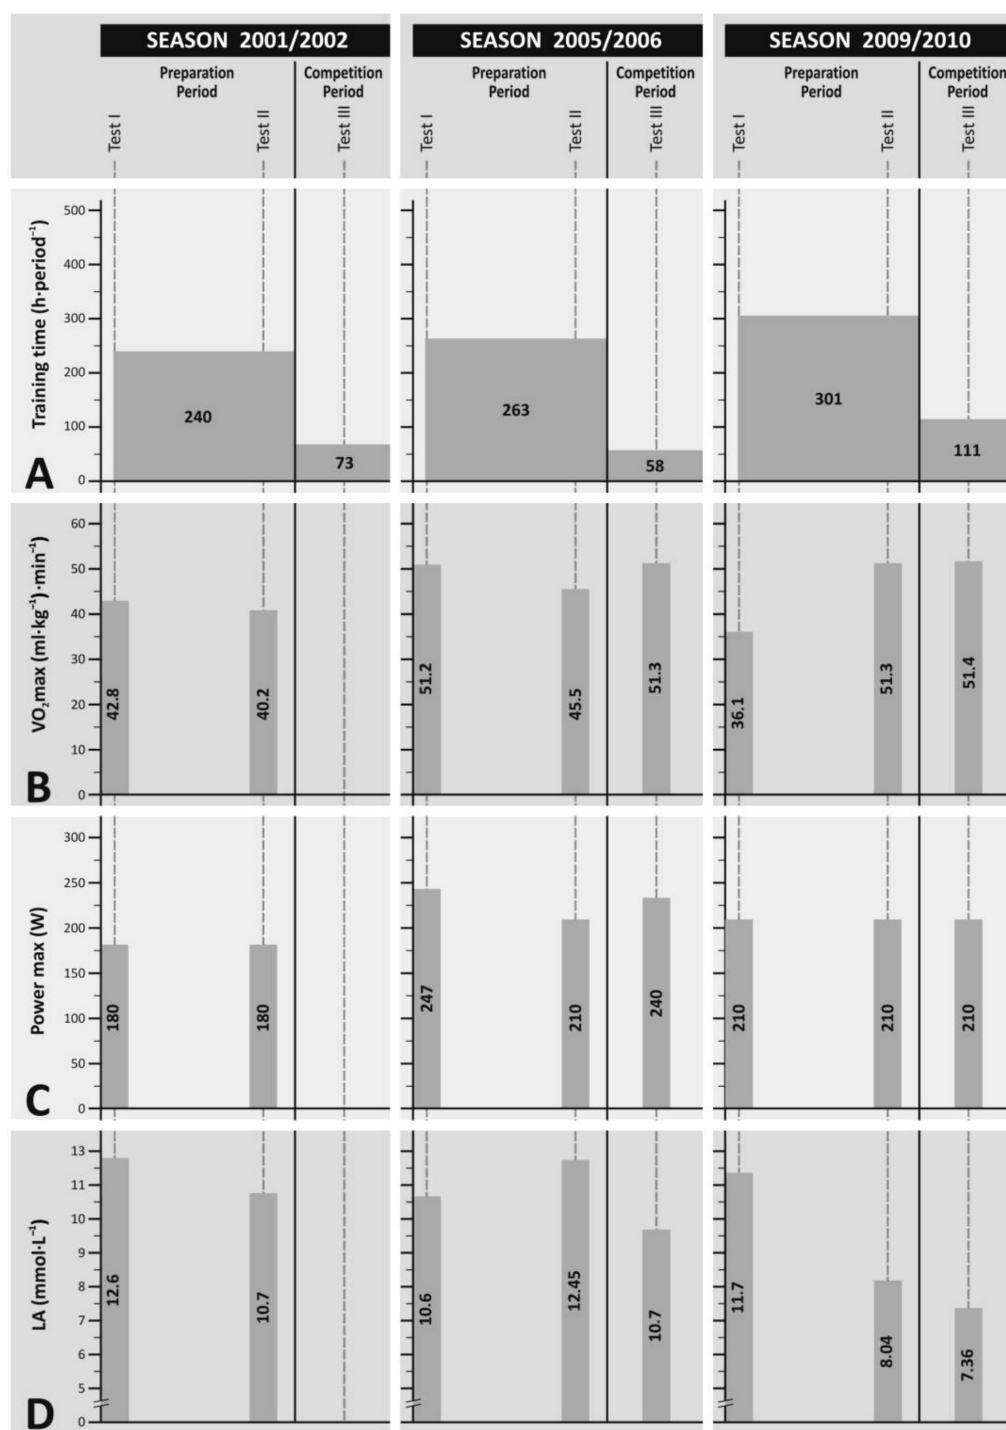 SEASON 2001/2002
SEASON 2005/2006
SEASON 2009/2010
Preparation
Period
Competition
Period
Preparation
Period
Competition
Period
Preparation
Period
Competition
Period
Test I
Test II
Test III
Test I
Test II
Test III
Test I
Test II
Test III
A
Training time (h·period⁻¹)
500
400
300
200
100
0
240
73
263
58
301
111
B
VO₂max (ml·kg⁻¹)·min⁻¹)
60
50
40
30
20
10
0
42.8
40.2
51.2
45.5
51.3
36.1
51.3
51.4
C
Power max (W)
300
250
200
150
100
50
0
180
180
247
210
240
210
210
210
D
LA (mmol·L⁻¹)
13
11
10
9
8
7
6
5
0
12.6
10.7
10.6
12.45
10.7
11.7
8.04
7.36